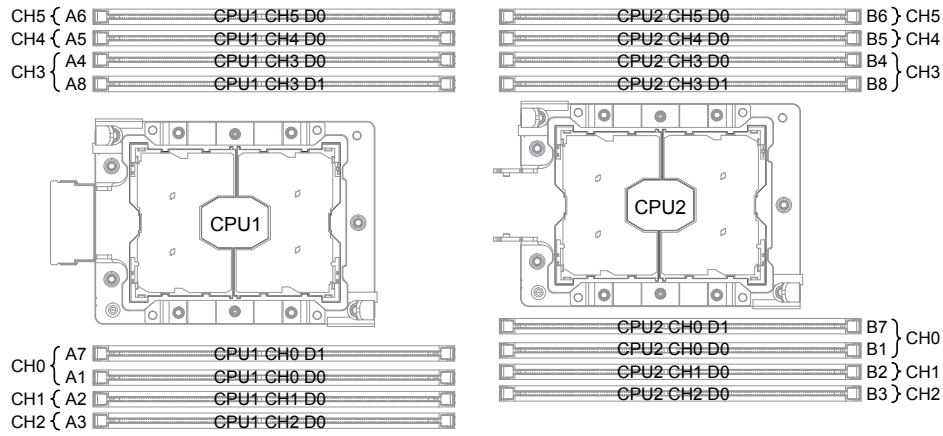 CH5 { A6 CPU1 CH5 D0 CPU2 CH5 D0 B6 } CH5
CH4 { A5 CPU1 CH4 D0 CPU2 CH4 D0 B5 } CH4
A4 CPU1 CH3 D0 CPU2 CH3 D0 B4
CH3 { } CH3
A8 CPU1 CH3 D1 CPU2 CH3 D1 B8
CPU1 CPU2
CPU2 CH0 D1 B7
} CH0
CPU2 CH0 D0 B1
A7 CPU1 CH0 D1
CH0 {
A1 CPU1 CH0 D0
CPU2 CH1 D0 B2 } CH1
CH1 { A2 CPU1 CH1 D0
CPU2 CH2 D0 B3 } CH2
CH2 { A3 CPU1 CH2 D0